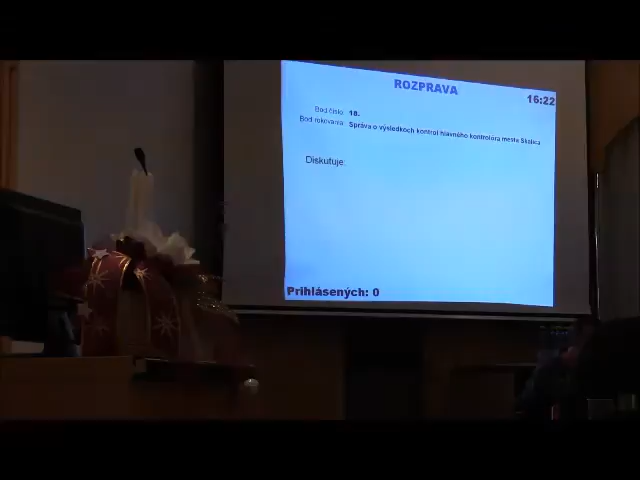 ROZPRAVA
16:22
Bod číslo: 18.
Bod rokovania: Správa o výsledkoch kontrol hlavného kontrolóra mesta Skalica
Diskutuje:
Prihlásených: 0